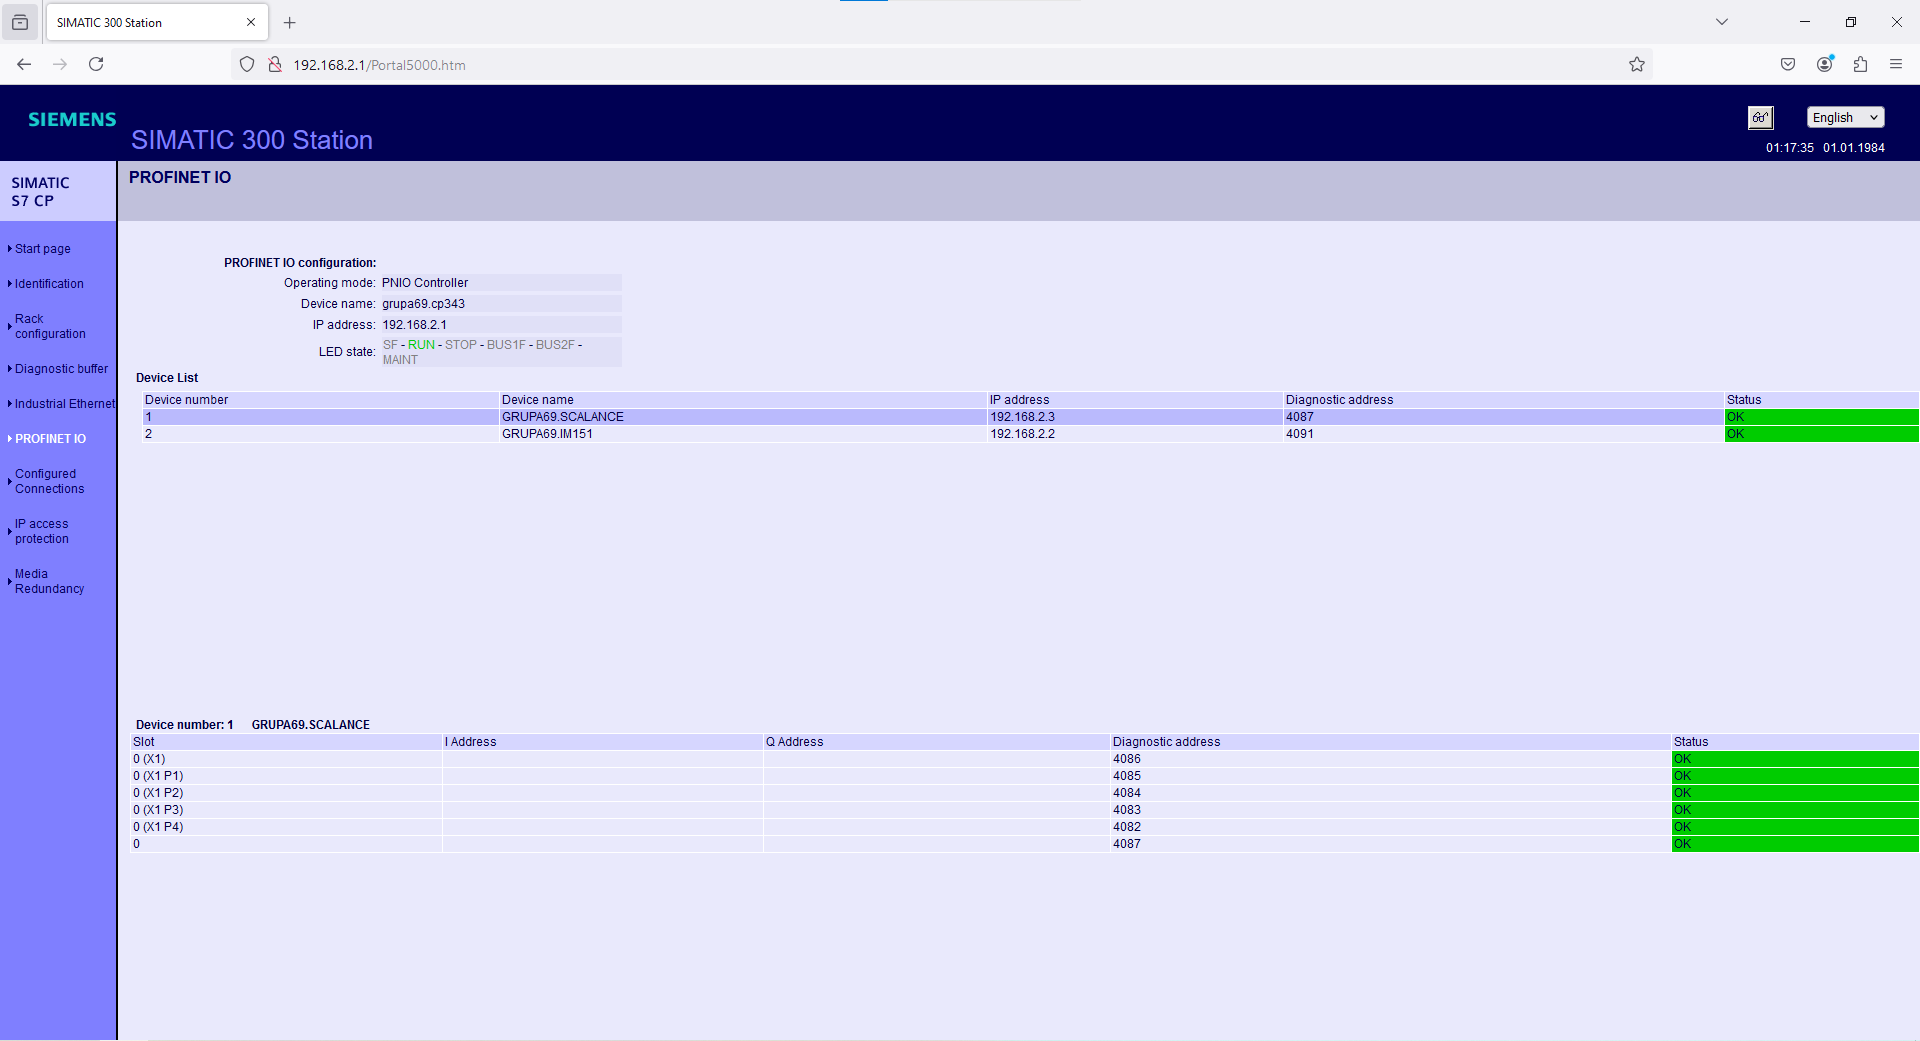 SIMATIC 300 Station
192.168.2.1/Portal5000.htm
SIEMENS
SIMATIC 300 Station
English
01:17:35 01.01.1984
SIMATIC
S7 CP
PROFINET IO
Start page
Identification
Rack
configuration
Diagnostic buffer
Industrial Ethernet
PROFINET IO
Configured
Connections
IP access
protection
Media
Redundancy
PROFINET IO configuration:
Operating mode: PNIO Controller
Device name: grupa69.cp343
IP address: 192.168.2.1
LED state: SF - RUN - STOP - BUS1F - BUS2F -
MAINT
Device List
Device number Device name IP address Diagnostic address Status
1 GRUPA69.SCALANCE 192.168.2.3 4087 OK
2 GRUPA69.IM151 192.168.2.2 4091 OK
Device number: 1 GRUPA69.SCALANCE
Slot I Address Q Address Diagnostic address Status
0 (X1) 4086 OK
0 (X1 P1) 4085 OK
0 (X1 P2) 4084 OK
0 (X1 P3) 4083 OK
0 (X1 P4) 4082 OK
0 4087 OK